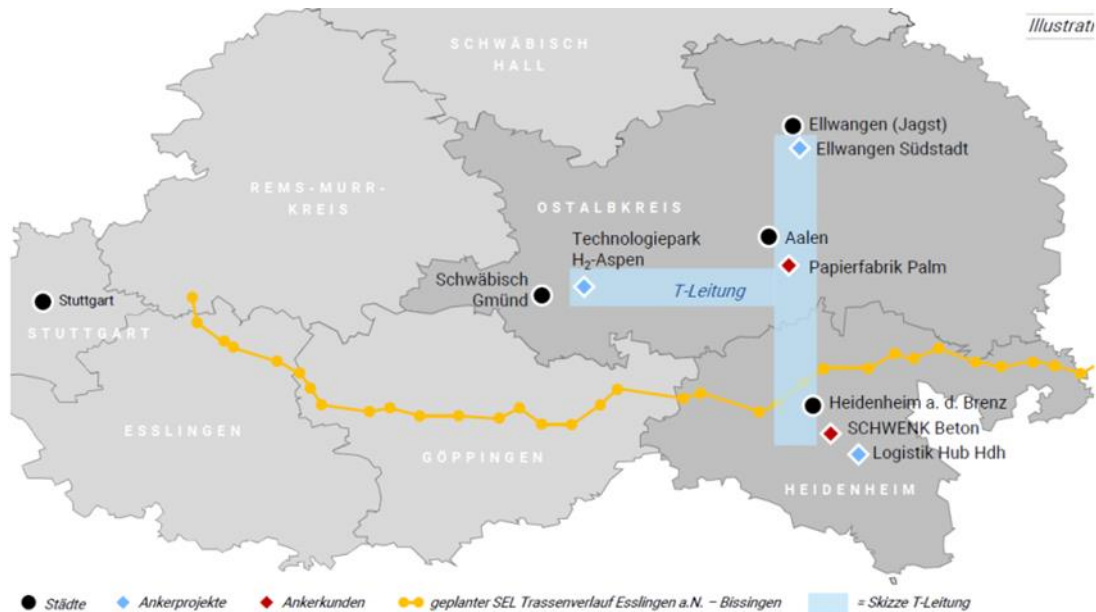 Illustrati
SCHWÄBISCH
HALL
Ellwangen (Jagst)
Ellwangen Südstadt
REMS-MURR-
KREIS
OSTALBKREIS
Technologiepark
H₂-Aspen
Aalen
Papierfabrik Palm
Schwäbisch
Gmünd
T-Leitung
Stuttgart
STUTTGART
Heidenheim a. d. Brenz
SCHWENK Beton
Logistik Hub Hdh
ESSLINGEN
GÖPPINGEN
HEIDENHEIM
Städte Ankerprojekte Ankerkunden geplanter SEL Trassenverlauf Esslingen a.N. – Bissingen = Skizze T-Leitung